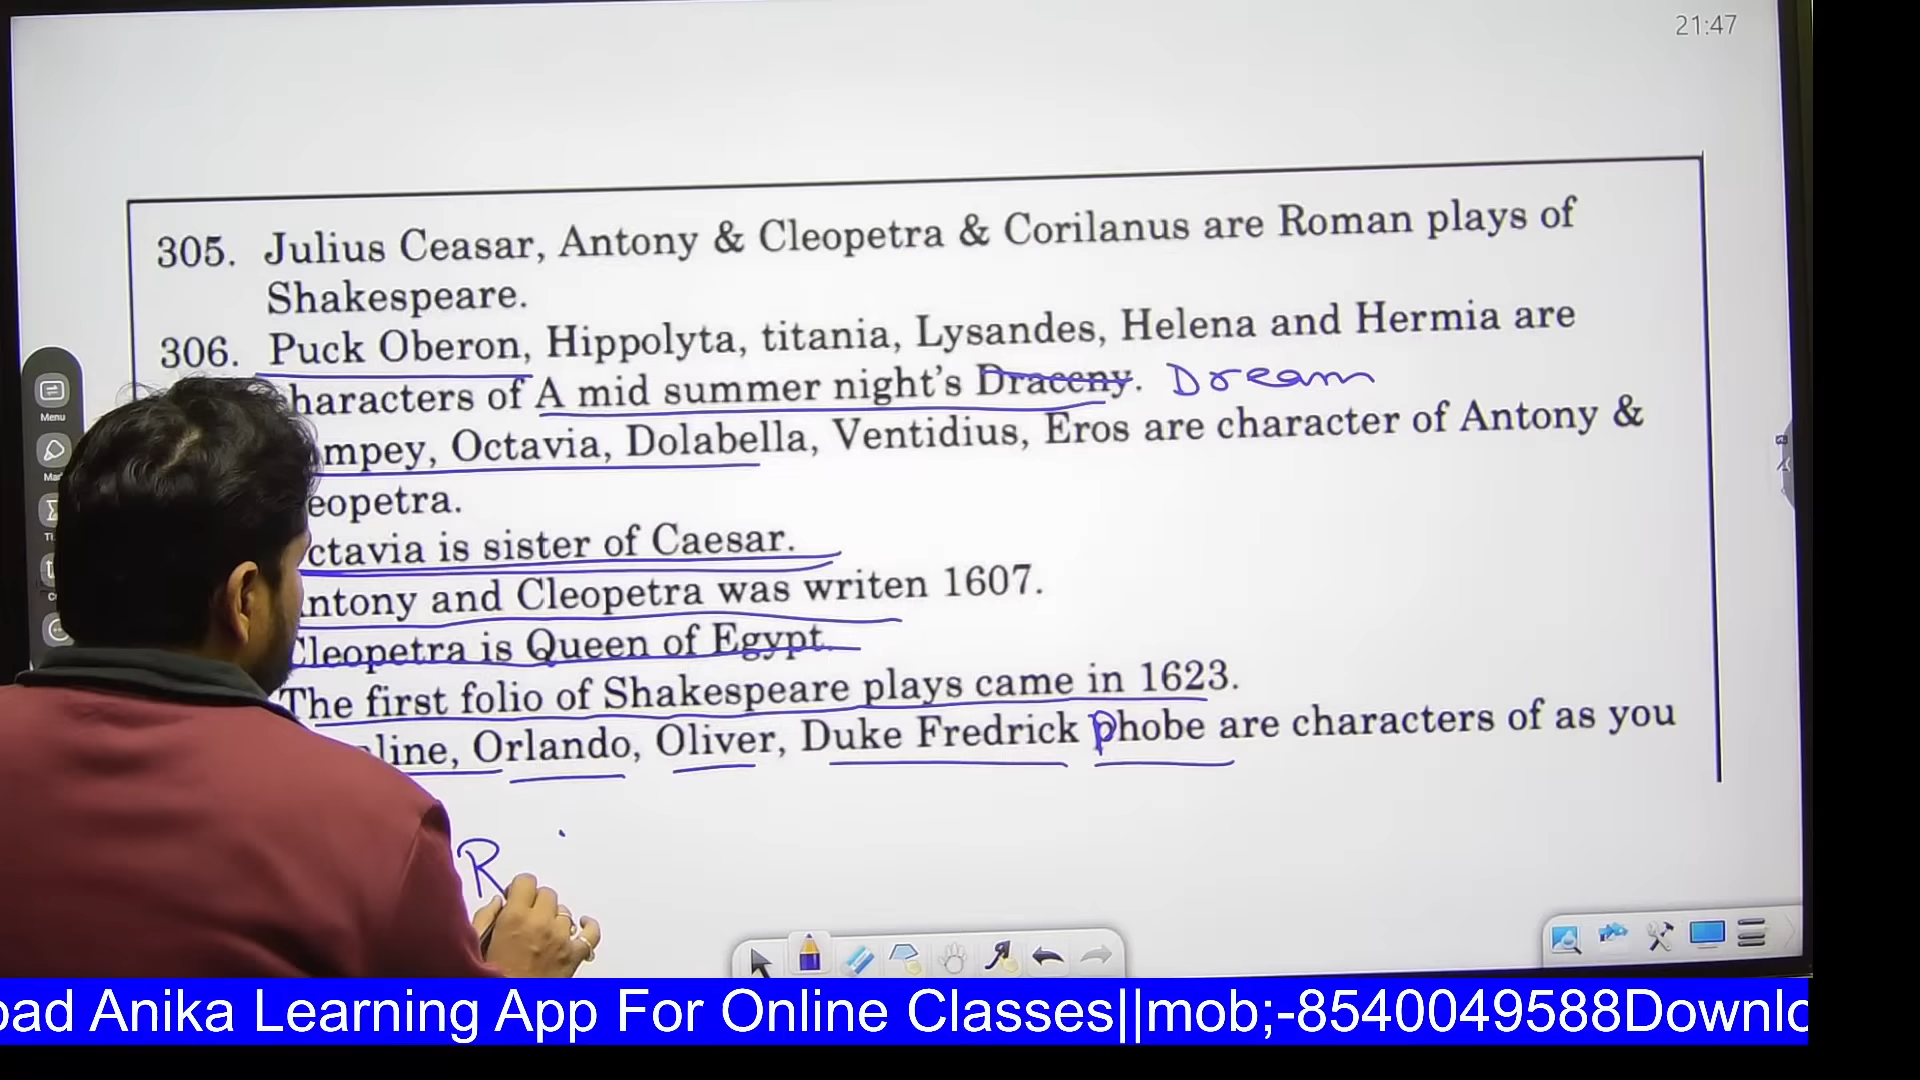 21:47
305. Julius Ceasar, Antony & Cleopetra & Corilanus are Roman plays of
Shakespeare.
306. Puck Oberon, Hippolyta, titania, Lysandes, Helena and Hermia are
haracters of A mid summer night's Draceny. Dream
mpey, Octavia, Dolabella, Ventidius, Eros are character of Antony &
eopetra.
ctavia is sister of Caesar.
ntony and Cleopetra was writen 1607.
Cleopetra is Queen of Egypt.
The first folio of Shakespeare plays came in 1623.
line, Orlando, Oliver, Duke Fredrick phobe are characters of as you
R
Menu
oad Anika Learning App For Online Classes||mob;-8540049588Downlo